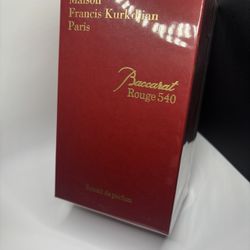 Maison
Francis Kurkdjian
Paris
Baccarat
Rouge 540
Extrait de parfum